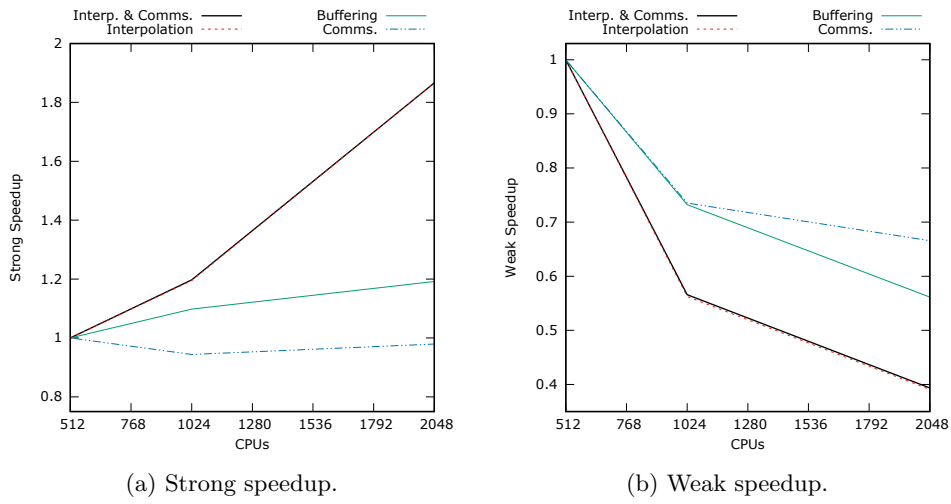 Interp. & Comms.
Interpolation
Buffering
Comms.
2
1.8
1.6
1.4
1.2
1
0.8
Strong Speedup
512 768 1024 1280 1536 1792 2048
CPUs
(a) Strong speedup.
Interp. & Comms.
Interpolation
Buffering
Comms.
1
0.9
0.8
0.7
0.6
0.5
0.4
Weak Speedup
512 768 1024 1280 1536 1792 2048
CPUs
(b) Weak speedup.